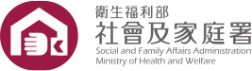 衛生福利部
社會及家庭署
Social and Family Affairs Administration
Ministry of Health and Welfare